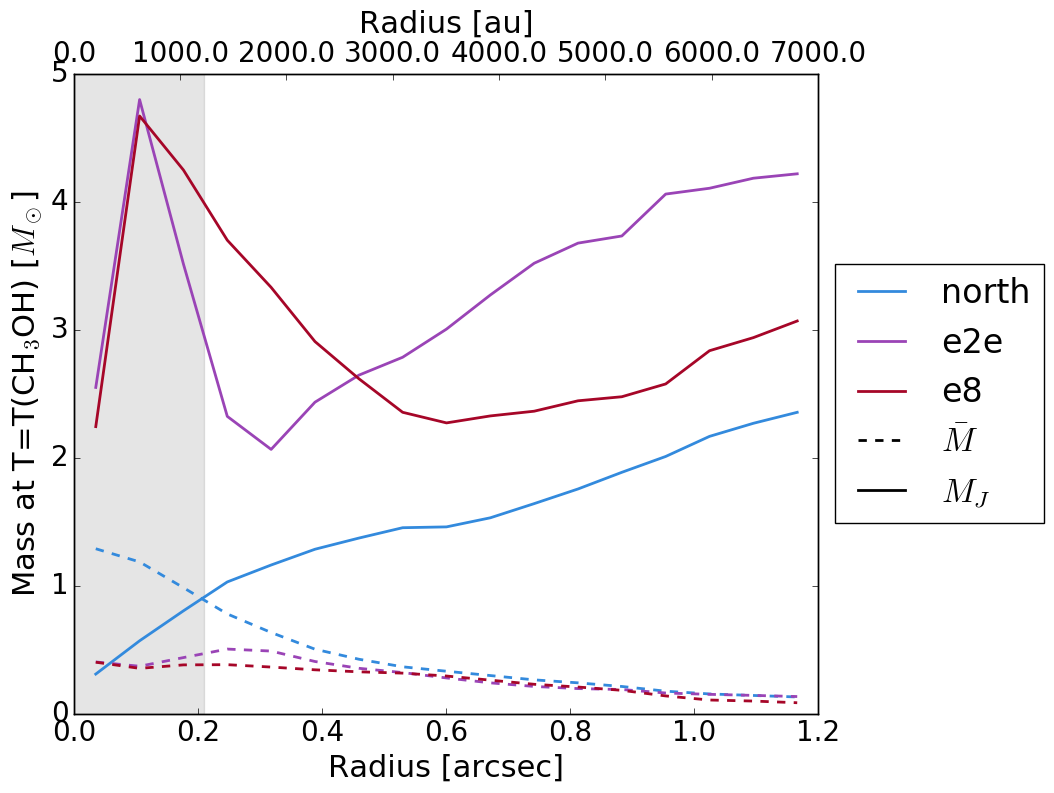 Radius [au]
0.0 1000.0 2000.0 3000.0 4000.0 5000.0 6000.0 7000.0
5
4
3
2
1
0
Mass at T=T(CH₃OH) [M⊙]
0.0 0.2 0.4 0.6 0.8 1.0 1.2
Radius [arcsec]
north
e2e
e8
M̄
M_J